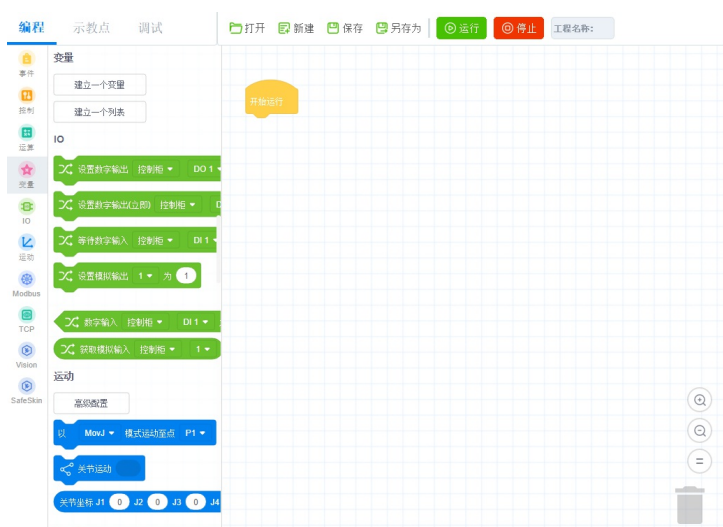 编程 示教点 调试 打开 新建 保存 另存为 运行 停止 工程名称:
事件
控制
运算
变量
IO
运动
Modbus
TCP
Vision
SafeSkin
变量
建立一个变量
建立一个列表
IO
设置数字输出 控制柜 DO 1
设置数字输出(立即) 控制柜
等待数字输入 控制柜 DI 1
设置模拟输出 1 为 1
数字输入 控制柜 DI 1
获取模拟输入 控制柜 1
运动
高级配置
以 MovJ 模式运动至点 P1
关节运动
关节坐标 J1 0 J2 0 J3 0 J4
开始运行